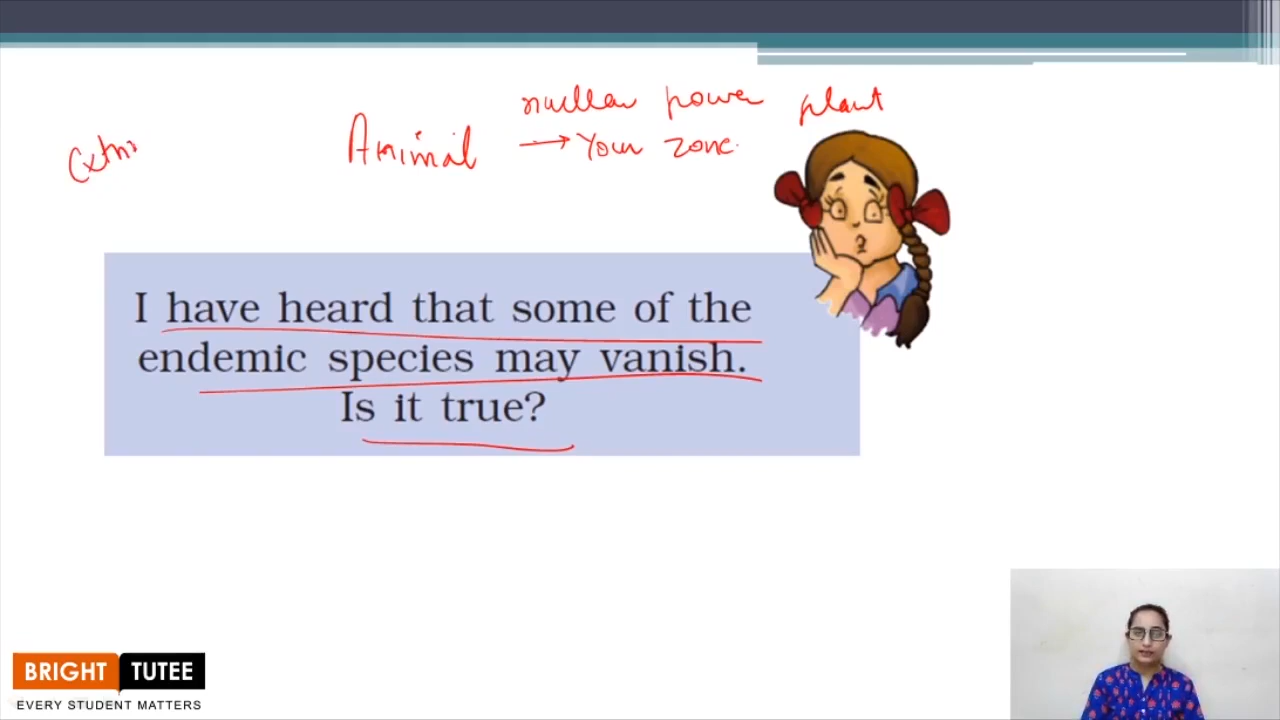 nuclear power plant
Animal → Your zone.
I have heard that some of the
endemic species may vanish.
Is it true?
BRIGHT TUTEE
EVERY STUDENT MATTERS